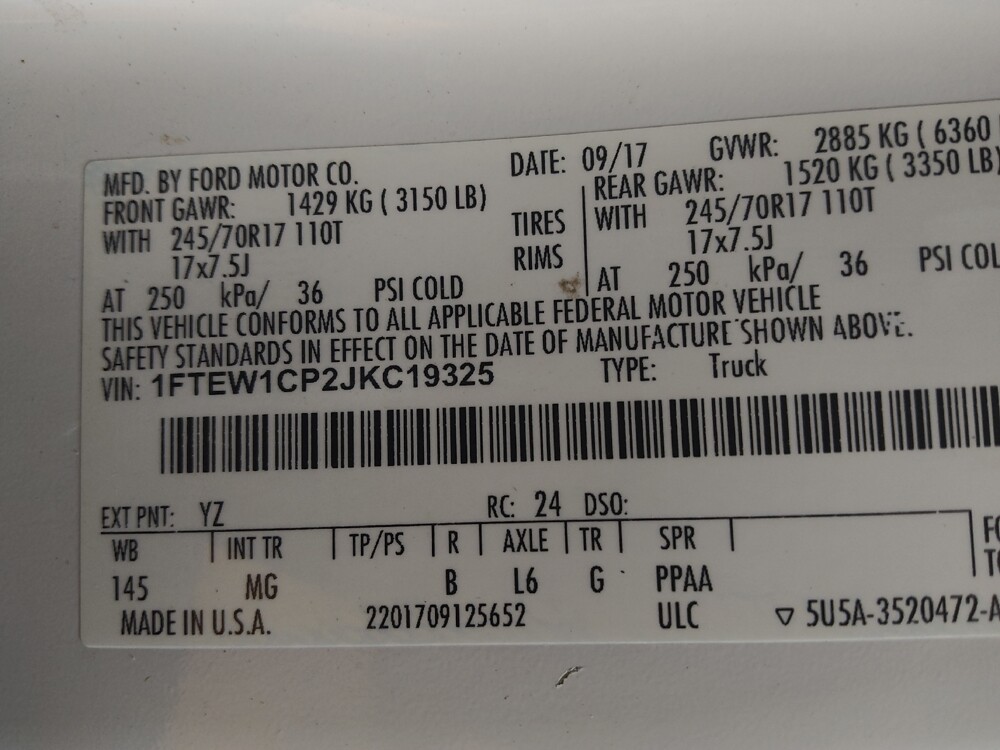 MFD. BY FORD MOTOR CO. DATE: 09/17 GVWR: 2885 KG ( 6360
FRONT GAWR: 1429 KG ( 3150 LB) REAR GAWR: 1520 KG ( 3350 LB)
WITH 245/70R17 110T TIRES WITH 245/70R17 110T
17x7.5J RIMS 17x7.5J
AT 250 kPa/ 36 PSI COLD AT 250 kPa/ 36 PSI COL
THIS VEHICLE CONFORMS TO ALL APPLICABLE FEDERAL MOTOR VEHICLE
SAFETY STANDARDS IN EFFECT ON THE DATE OF MANUFACTURE SHOWN ABOVE.
VIN: 1FTEW1CP2JKC19325 TYPE: Truck
EXT PNT: YZ RC: 24 DSO:
WB INT TR TP/PS R AXLE TR SPR
145 MG B L6 G PPAA
MADE IN U.S.A. 2201709125652 ULC ▽ 5U5A-3520472-A